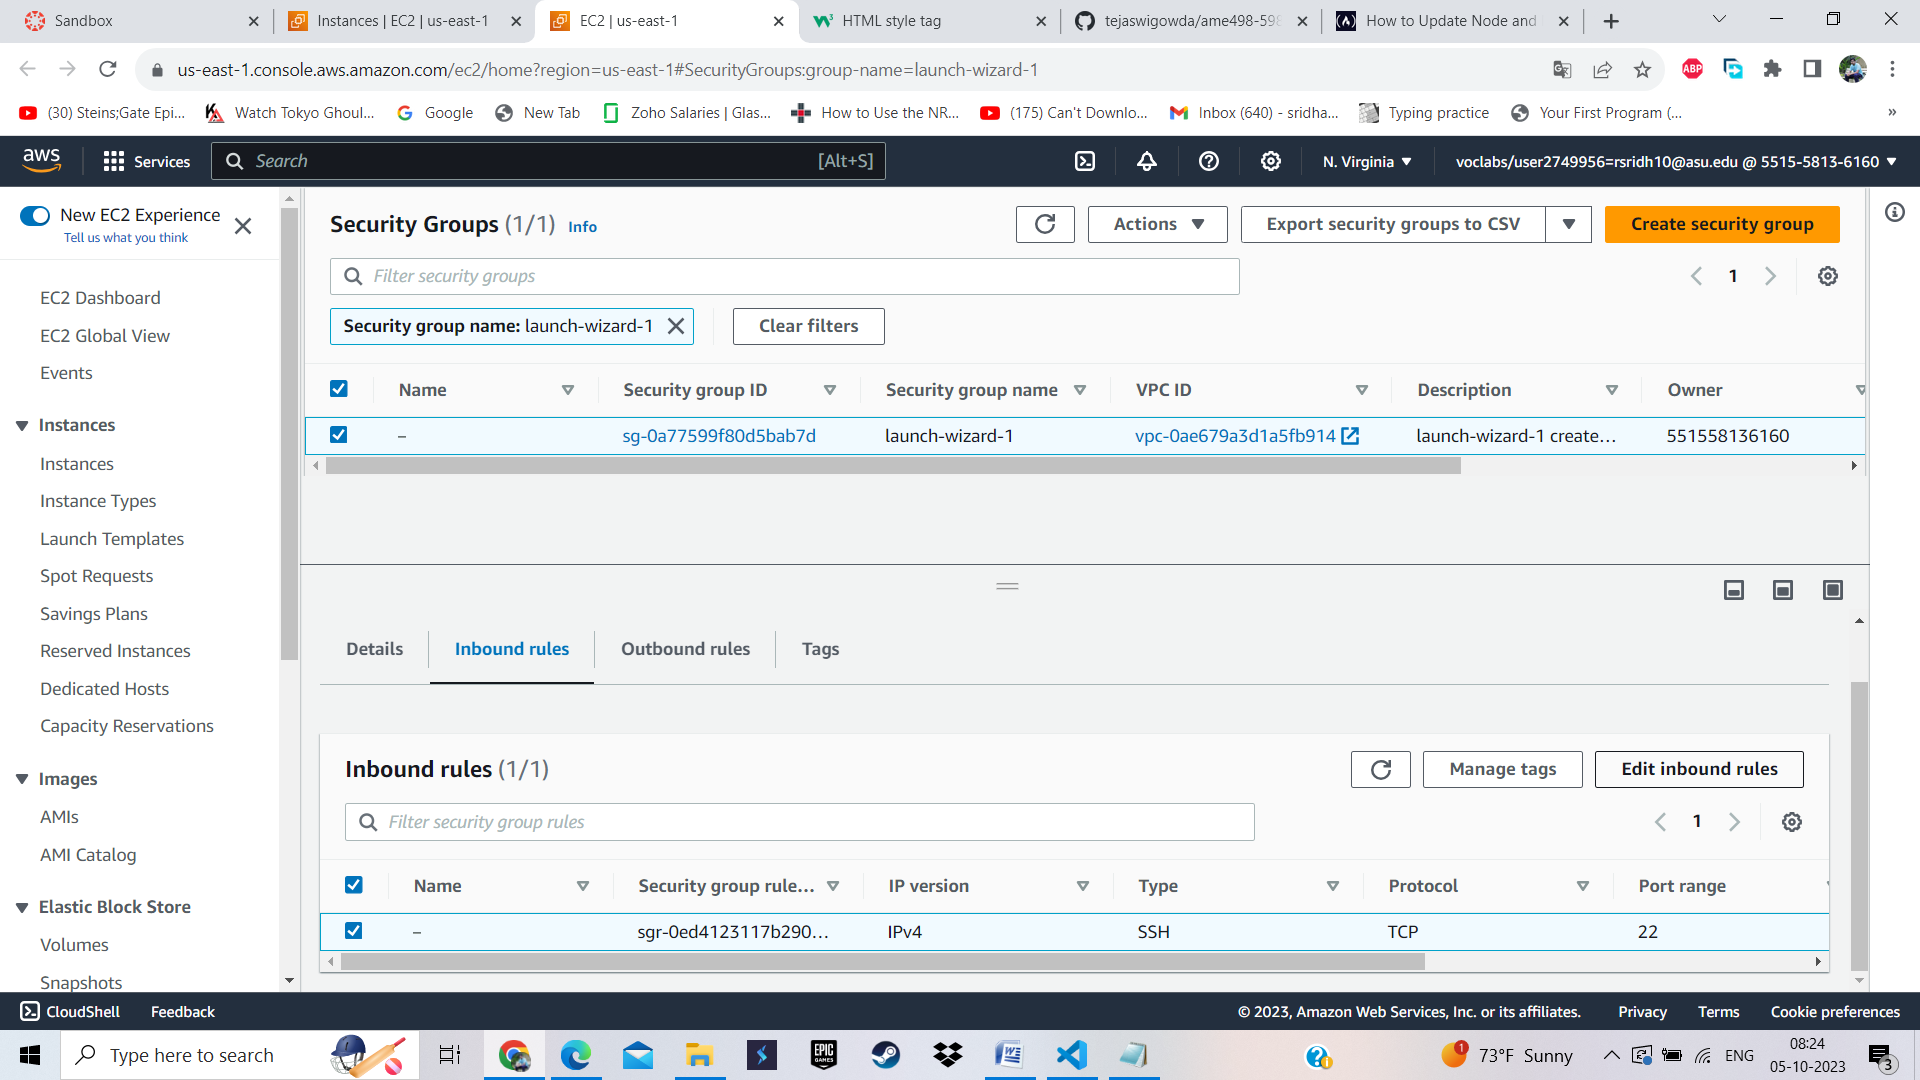 Sandbox
Instances | EC2 | us-east-1
EC2 | us-east-1
HTML style tag
tejaswigowda/ame498-598
How to Update Node and
us-east-1.console.aws.amazon.com/ec2/home?region=us-east-1#SecurityGroups:group-name=launch-wizard-1
ABP
(30) Steins;Gate Epi...
Watch Tokyo Ghoul...
Google
New Tab
Zoho Salaries | Glas...
How to Use the NR...
(175) Can't Downlo...
Inbox (640) - sridha...
Typing practice
Your First Program (...
»
aws
Services
Search
[Alt+S]
N. Virginia
voclabs/user2749956=rsridh10@asu.edu @ 5515-5813-6160
New EC2 Experience
Tell us what you think
EC2 Dashboard
EC2 Global View
Events
Instances
Instances
Instance Types
Launch Templates
Spot Requests
Savings Plans
Reserved Instances
Dedicated Hosts
Capacity Reservations
Images
AMIs
AMI Catalog
Elastic Block Store
Volumes
Snapshots
Security Groups (1/1) Info
Actions
Export security groups to CSV
Create security group
Filter security groups
1
Security group name: launch-wizard-1
Clear filters
Name Security group ID Security group name VPC ID Description Owner
– sg-0a77599f80d5bab7d launch-wizard-1 vpc-0ae679a3d1a5fb914 launch-wizard-1 create... 551558136160
Details
Inbound rules
Outbound rules
Tags
Inbound rules (1/1)
Manage tags
Edit inbound rules
Filter security group rules
1
Name Security group rule... IP version Type Protocol Port range
– sgr-0ed4123117b290... IPv4 SSH TCP 22
CloudShell
Feedback
© 2023, Amazon Web Services, Inc. or its affiliates.
Privacy
Terms
Cookie preferences
Type here to search
EPIC GAMES
1
73°F Sunny
ENG
08:24
05-10-2023
3